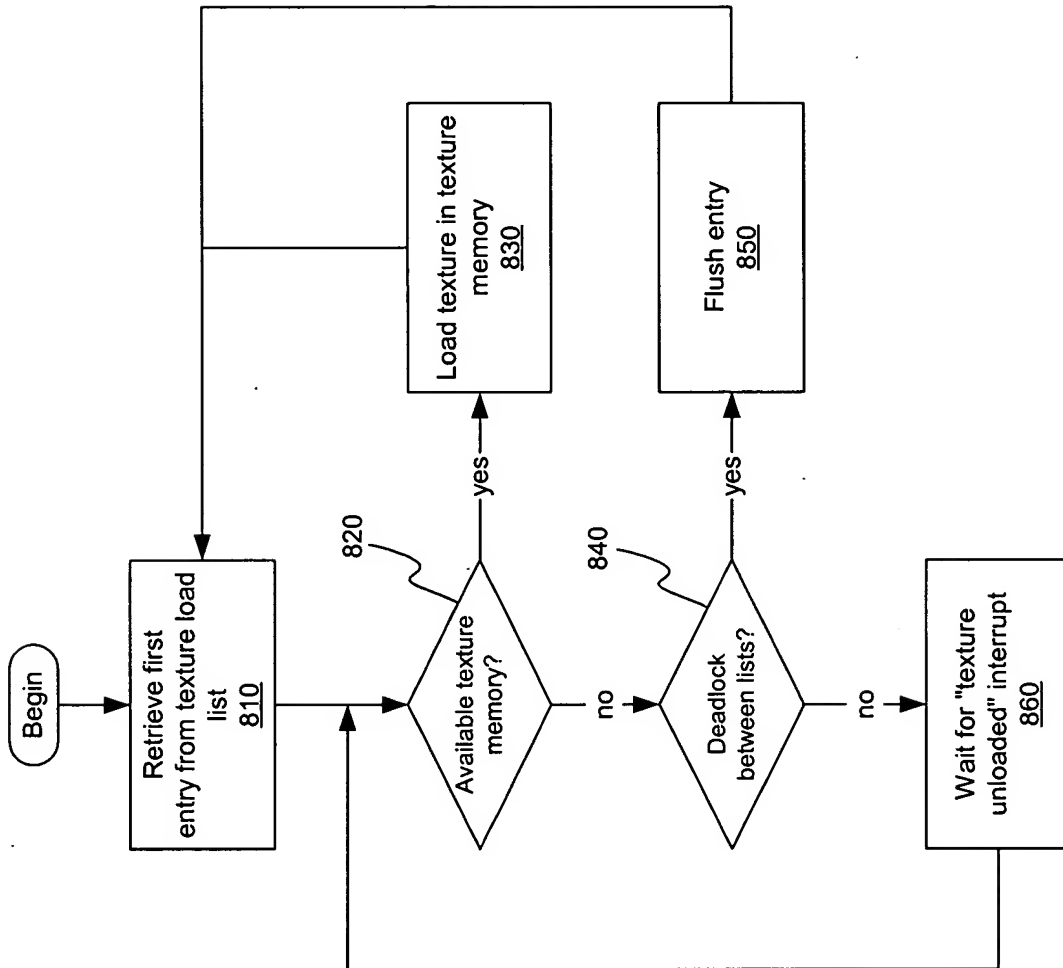 Begin
Retrieve first
entry from texture load
list
810
820
Available texture
memory?
yes
Load texture in texture
memory
830
no
840
Deadlock
between lists?
yes
Flush entry
850
no
Wait for "texture
unloaded" interrupt
860